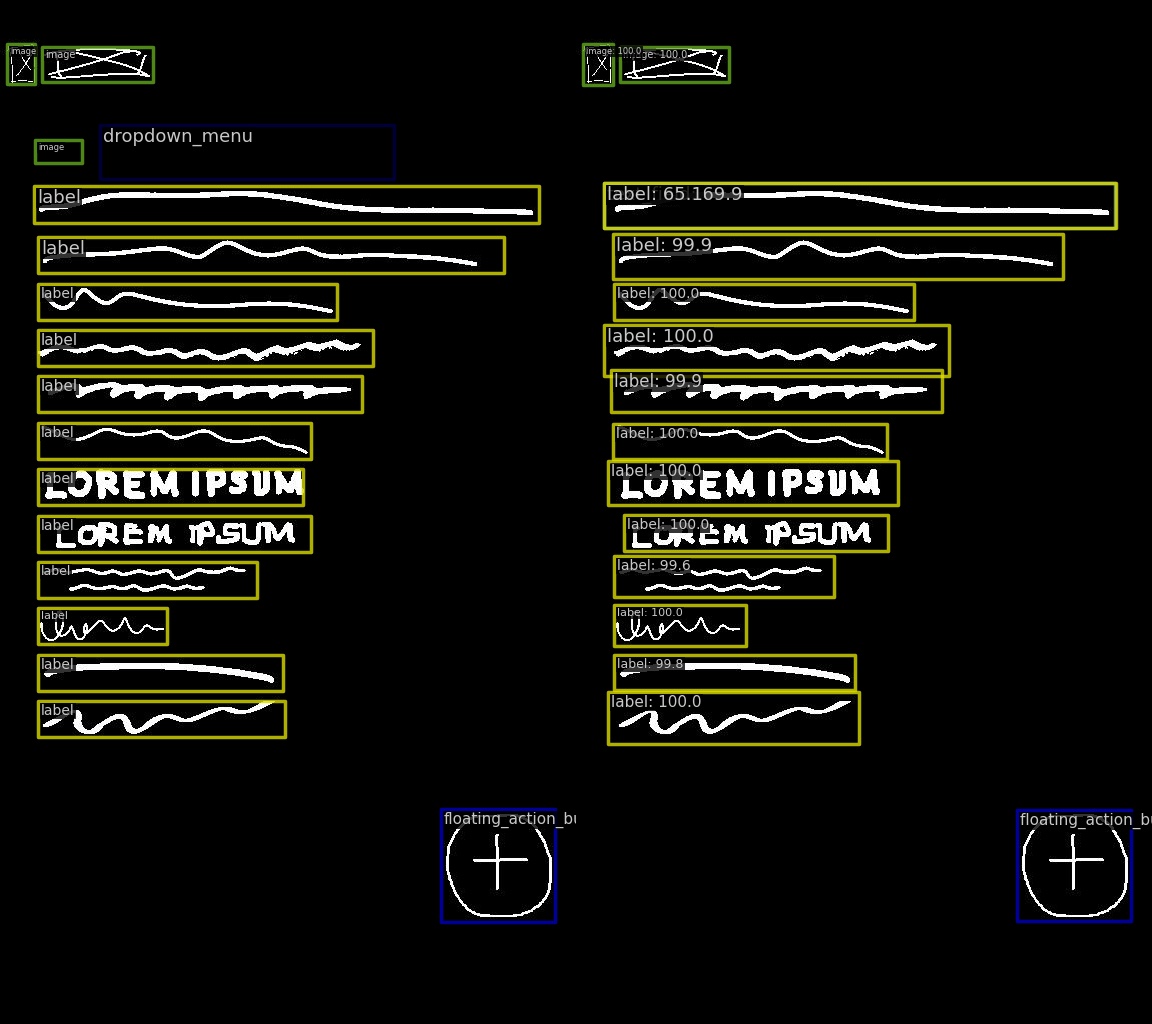 image image image: 100.0 image: 100.0
image dropdown_menu
label label: 65.169.9
label label: 99.9
label label: 100.0
label label: 100.0
label label: 99.9
label label: 100.0
label LOREM IPSUM label: 100.0 LOREM IPSUM
label LOREM IPSUM label: 100.0 LOREM IPSUM
label label: 99.6
label label: 100.0
label label: 99.8
label label: 100.0
floating_action_bu floating_action_bu